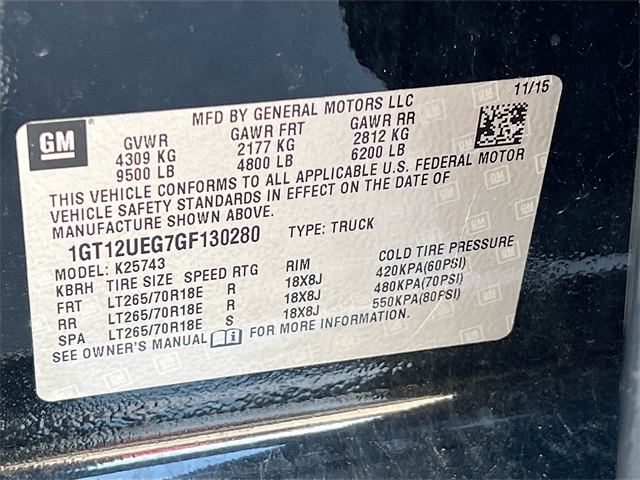 MFD BY GENERAL MOTORS LLC 11/15
GM
GVWR GAWR FRT GAWR RR
4309 KG 2177 KG 2812 KG
9500 LB 4800 LB 6200 LB
THIS VEHICLE CONFORMS TO ALL APPLICABLE U.S. FEDERAL MOTOR
VEHICLE SAFETY STANDARDS IN EFFECT ON THE DATE OF
MANUFACTURE SHOWN ABOVE.
1GT12UEG7GF130280 TYPE: TRUCK
MODEL: K25743
KBRH TIRE SIZE SPEED RTG RIM COLD TIRE PRESSURE
FRT LT265/70R18E R 18X8J 420KPA(60PSI)
RR LT265/70R18E R 18X8J 480KPA(70PSI)
SPA LT265/70R18E S 18X8J 550KPA(80PSI)
SEE OWNER'S MANUAL FOR MORE INFORMATION.